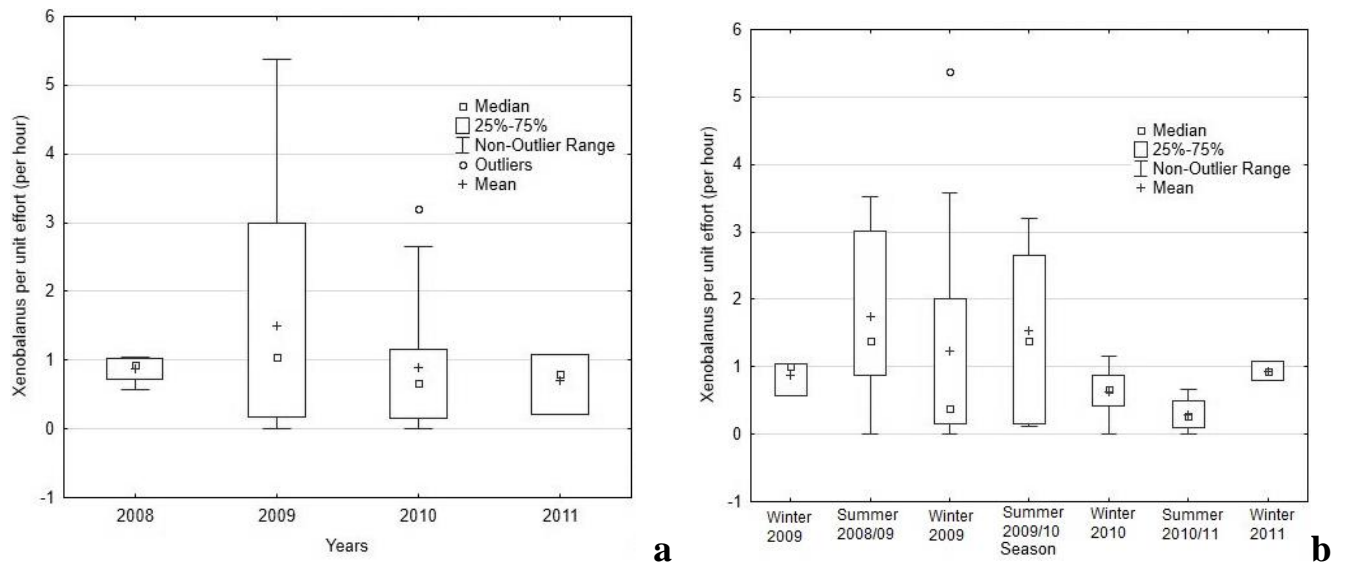 Xenobalanus per unit effort (per hour)
6
5
4
3
2
1
0
-1
Median
25%-75%
Non-Outlier Range
Outliers
Mean
2008
2009
2010
2011
Years
a
Xenobalanus per unit effort (per hour)
6
5
4
3
2
1
0
-1
Median
25%-75%
Non-Outlier Range
Mean
Winter
2009
Summer
2008/09
Winter
2009
Summer
2009/10
Winter
2010
Summer
2010/11
Winter
2011
Season
b